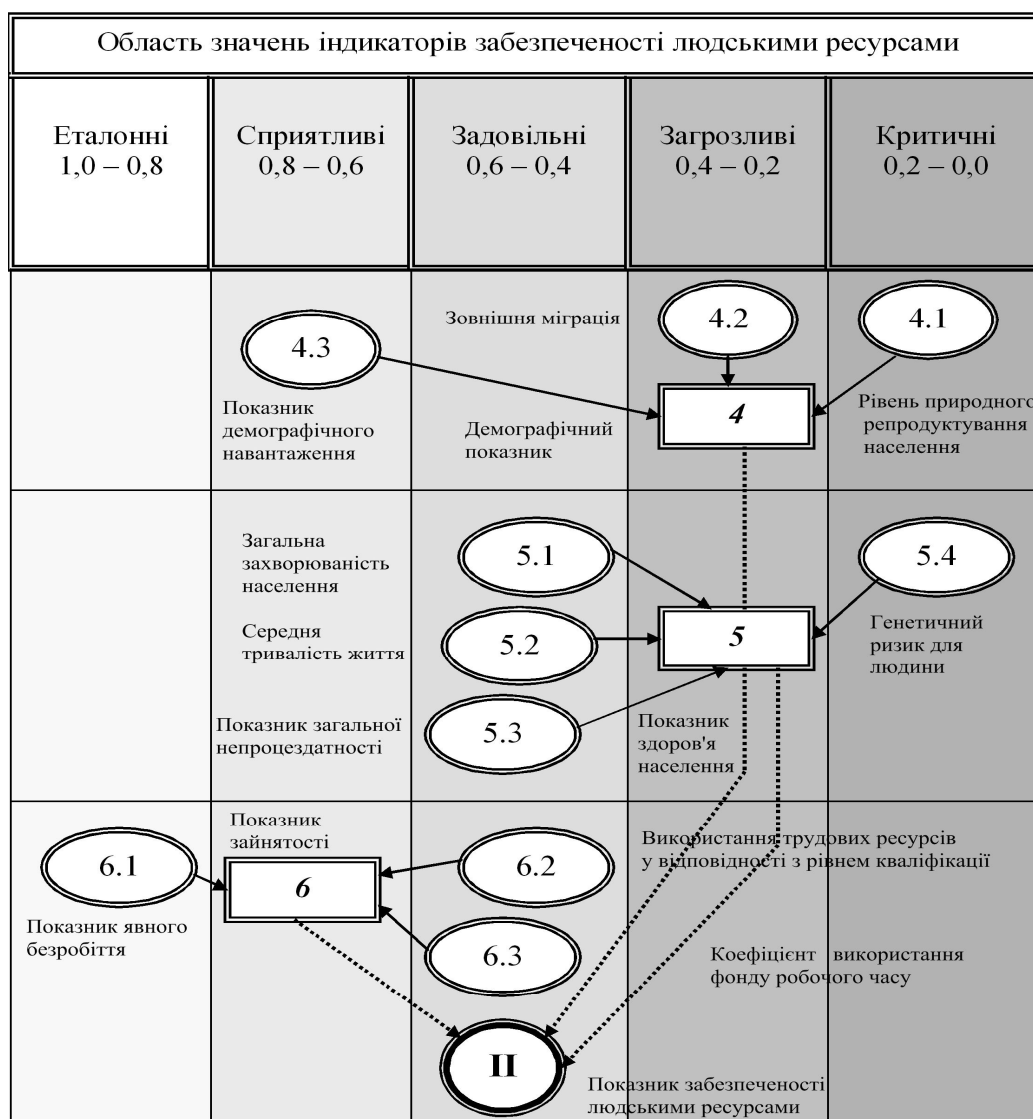 Область значень індикаторів забезпеченості людськими ресурсами
Еталонні
1,0 – 0,8
Сприятливі
0,8 – 0,6
Задовільні
0,6 – 0,4
Загрозливі
0,4 – 0,2
Критичні
0,2 – 0,0
4.3
Зовнішня міграція
4.2
4.1
4
Показник
демографічного
навантаження
Демографічний
показник
Рівень природного
репродуктування
населення
Загальна
захворюваність
населення
5.1
5.4
Середня
тривалість життя
5.2
5
Генетичний
ризик для
людини
Показник загальної
непроцездатності
5.3
Показник
здоров'я
населення
6.1
Показник
зайнятості
6
6.2
Використання трудових ресурсів
у відповідності з рівнем кваліфікації
Показник явного
безробіття
6.3
Коефіцієнт використання
фонду робочого часу
II
Показник забезпеченості
людськими ресурсами